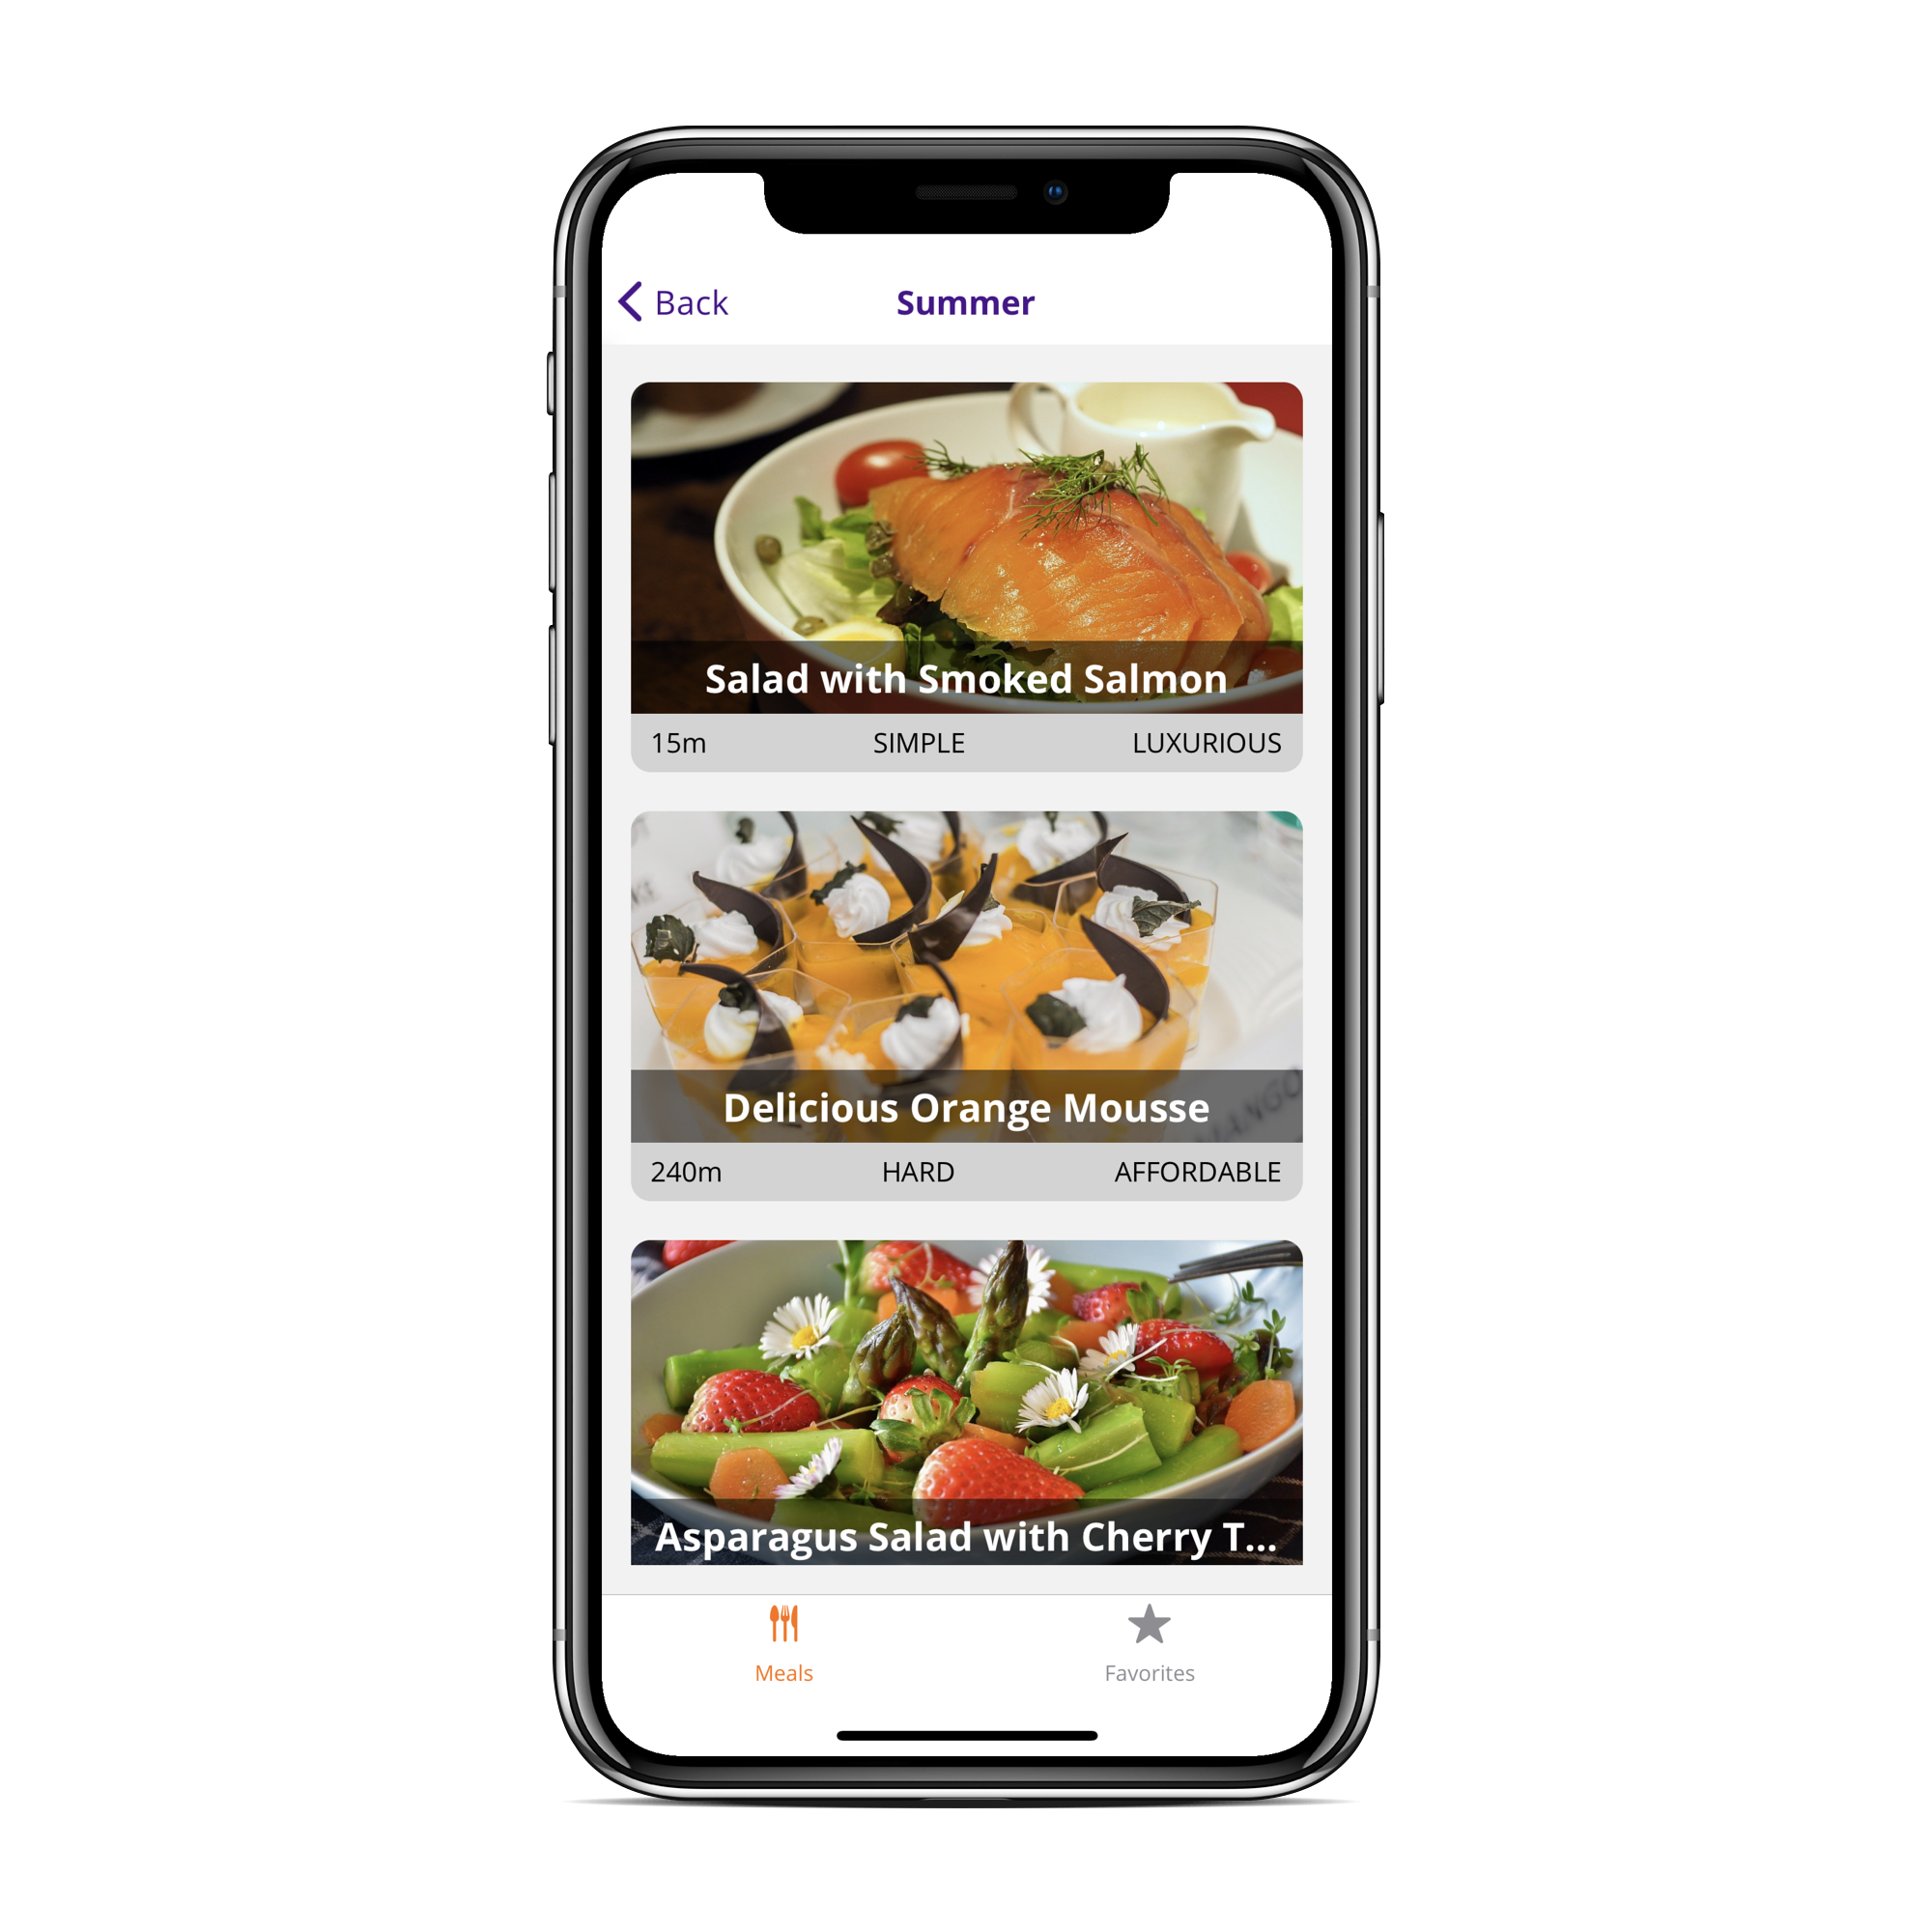 Back
Summer
Salad with Smoked Salmon
15m SIMPLE LUXURIOUS
Delicious Orange Mousse
240m HARD AFFORDABLE
Asparagus Salad with Cherry T...
Meals Favorites